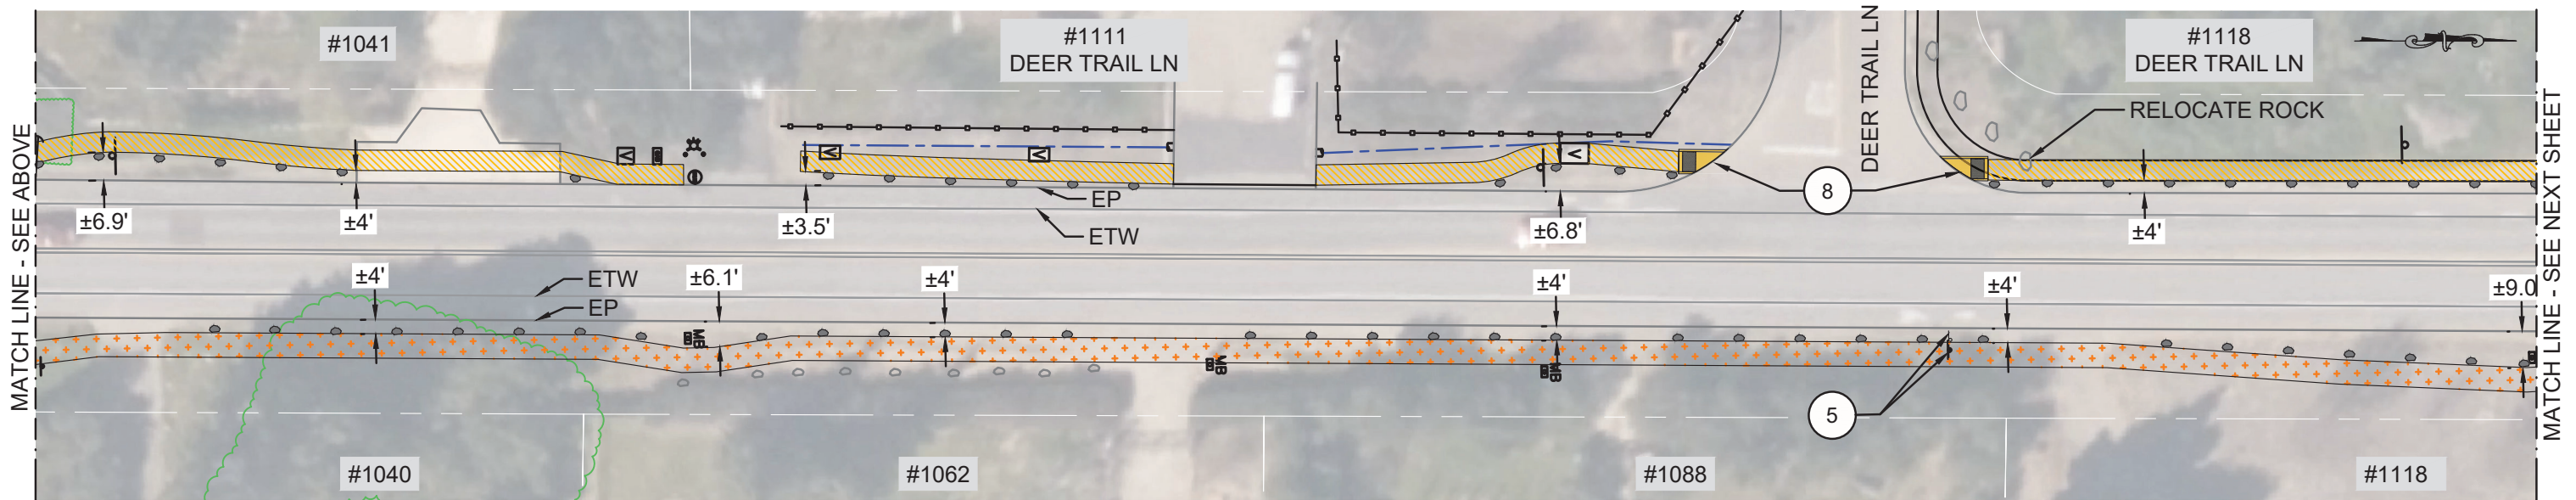 #1041
#1111
DEER TRAIL LN
DEER TRAIL LN
#1118
DEER TRAIL LN
RELOCATE ROCK
MATCH LINE - SEE ABOVE
MATCH LINE - SEE NEXT SHEET
V
V
V
V
8
±6.9'
±4'
±3.5'
EP
ETW
±6.8'
±4'
±4'
ETW
EP
±6.1'
±4'
±4'
±4'
±9.0
MB
MB
MB
5
#1040
#1062
#1088
#1118